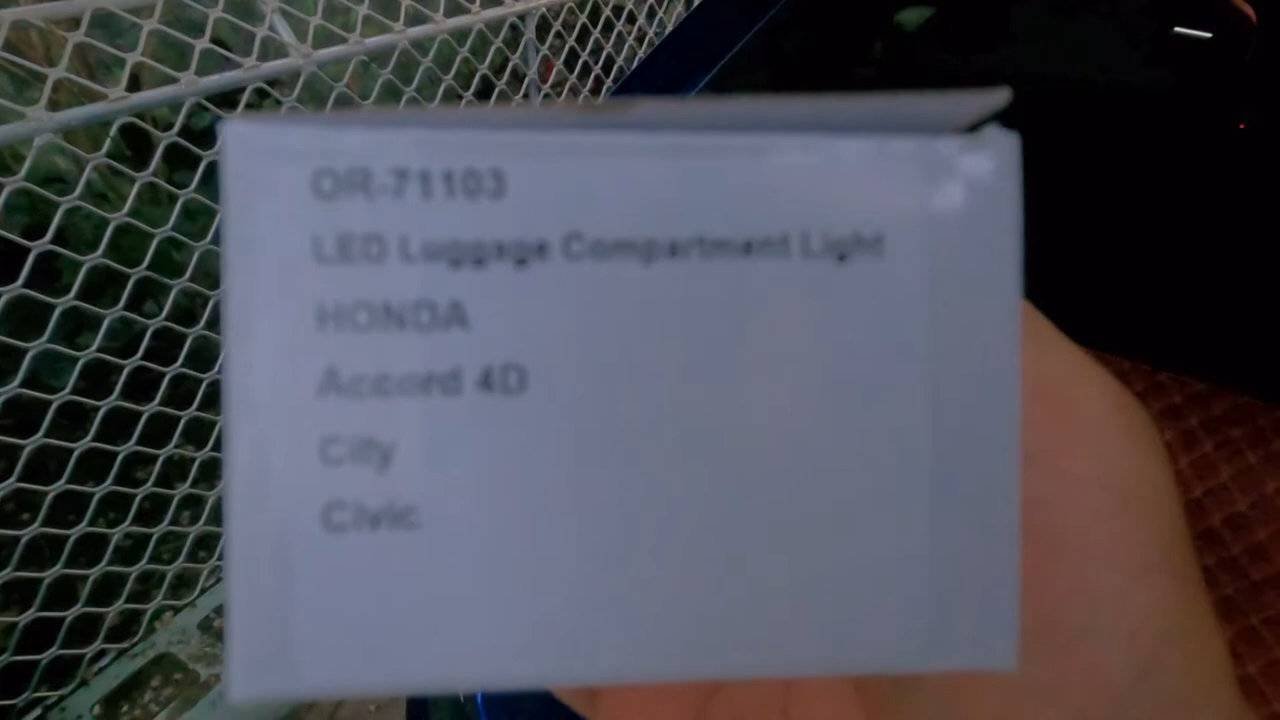 OR-71103
LED Luggage Compartment Light
HONDA
Accord 4D
City
Civic